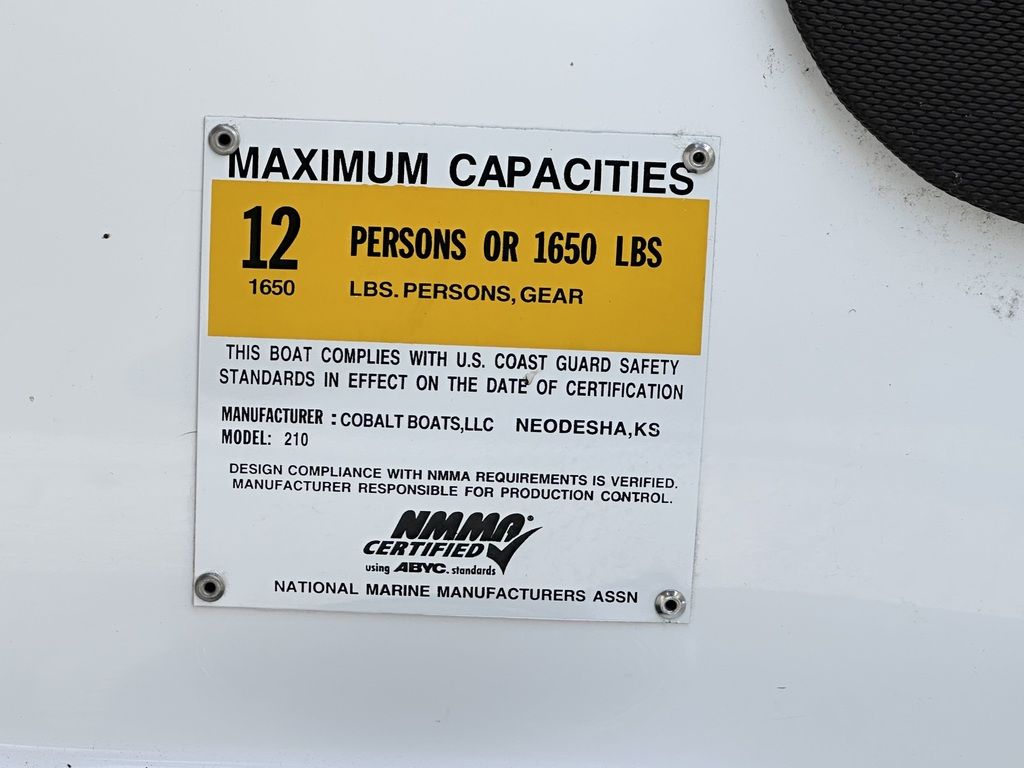 MAXIMUM CAPACITIES
12 PERSONS OR 1650 LBS
1650 LBS. PERSONS, GEAR
THIS BOAT COMPLIES WITH U.S. COAST GUARD SAFETY
STANDARDS IN EFFECT ON THE DATE OF CERTIFICATION
MANUFACTURER : COBALT BOATS,LLC NEODESHA,KS
MODEL: 210
DESIGN COMPLIANCE WITH NMMA REQUIREMENTS IS VERIFIED.
MANUFACTURER RESPONSIBLE FOR PRODUCTION CONTROL.
NMMA®
CERTIFIED
using ABYC. standards
NATIONAL MARINE MANUFACTURERS ASSN